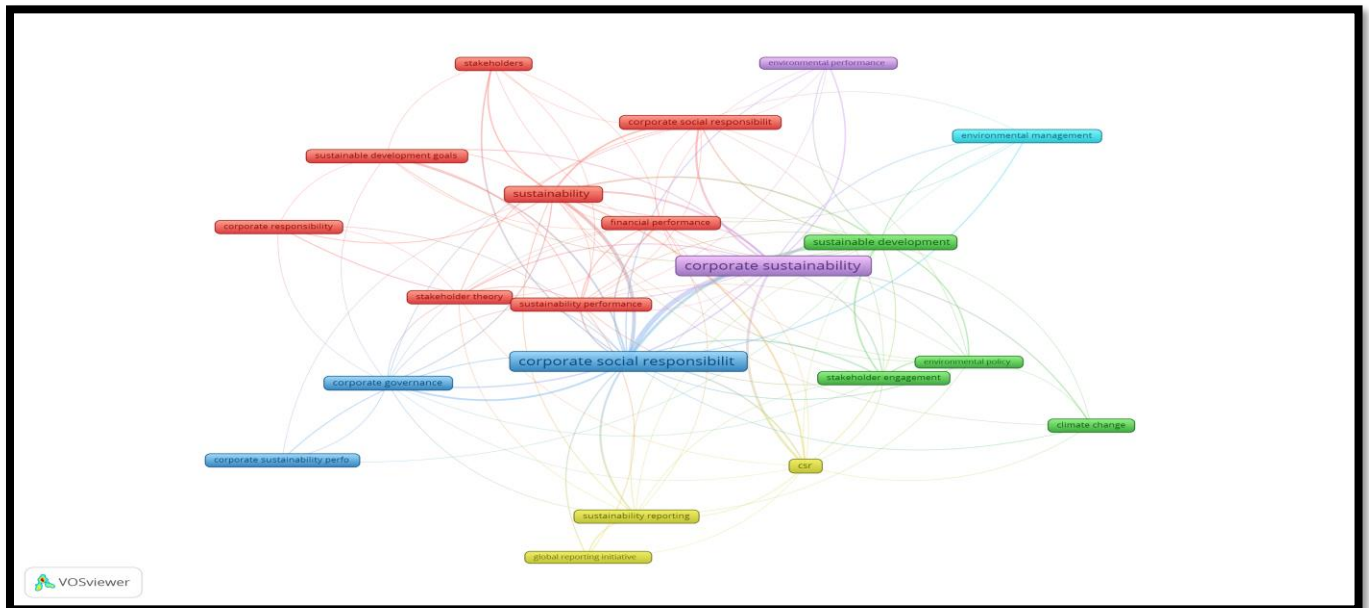 stakeholders
environmental performance
corporate social responsibilit
environmental management
sustainable development goals
sustainability
financial performance
corporate responsibility
sustainable development
corporate sustainability
stakeholder theory
sustainability performance
corporate social responsibilit
environmental policy
stakeholder engagement
corporate governance
climate change
corporate sustainability perfo
csr
sustainability reporting
global reporting initiative
VOSviewer